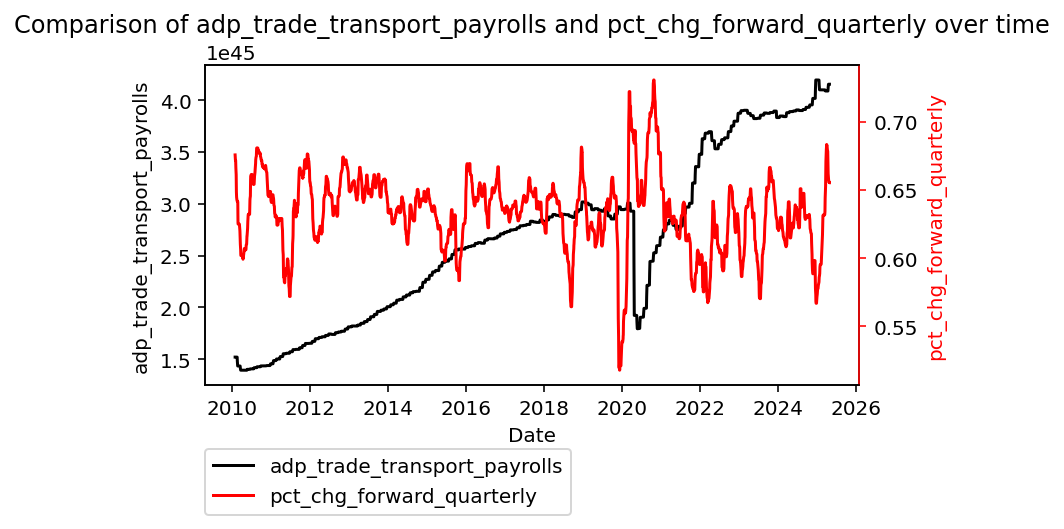 Comparison of adp_trade_transport_payrolls and pct_chg_forward_quarterly over time
1e45
adp_trade_transport_payrolls
4.0
3.5
3.0
2.5
2.0
1.5
pct_chg_forward_quarterly
0.70
0.65
0.60
0.55
2010 2012 2014 2016 2018 2020 2022 2024 2026
Date
adp_trade_transport_payrolls
pct_chg_forward_quarterly